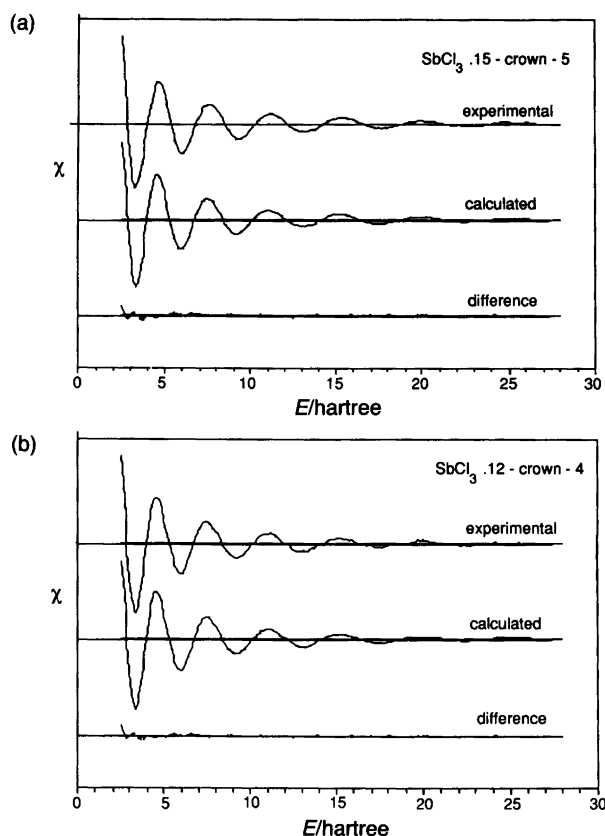 (a)
SbCl3 .15 - crown - 5
experimental
χ
calculated
difference
0 5 10 15 20 25 30
E/hartree
(b)
SbCl3 .12 - crown - 4
experimental
χ
calculated
difference
0 5 10 15 20 25 30
E/hartree